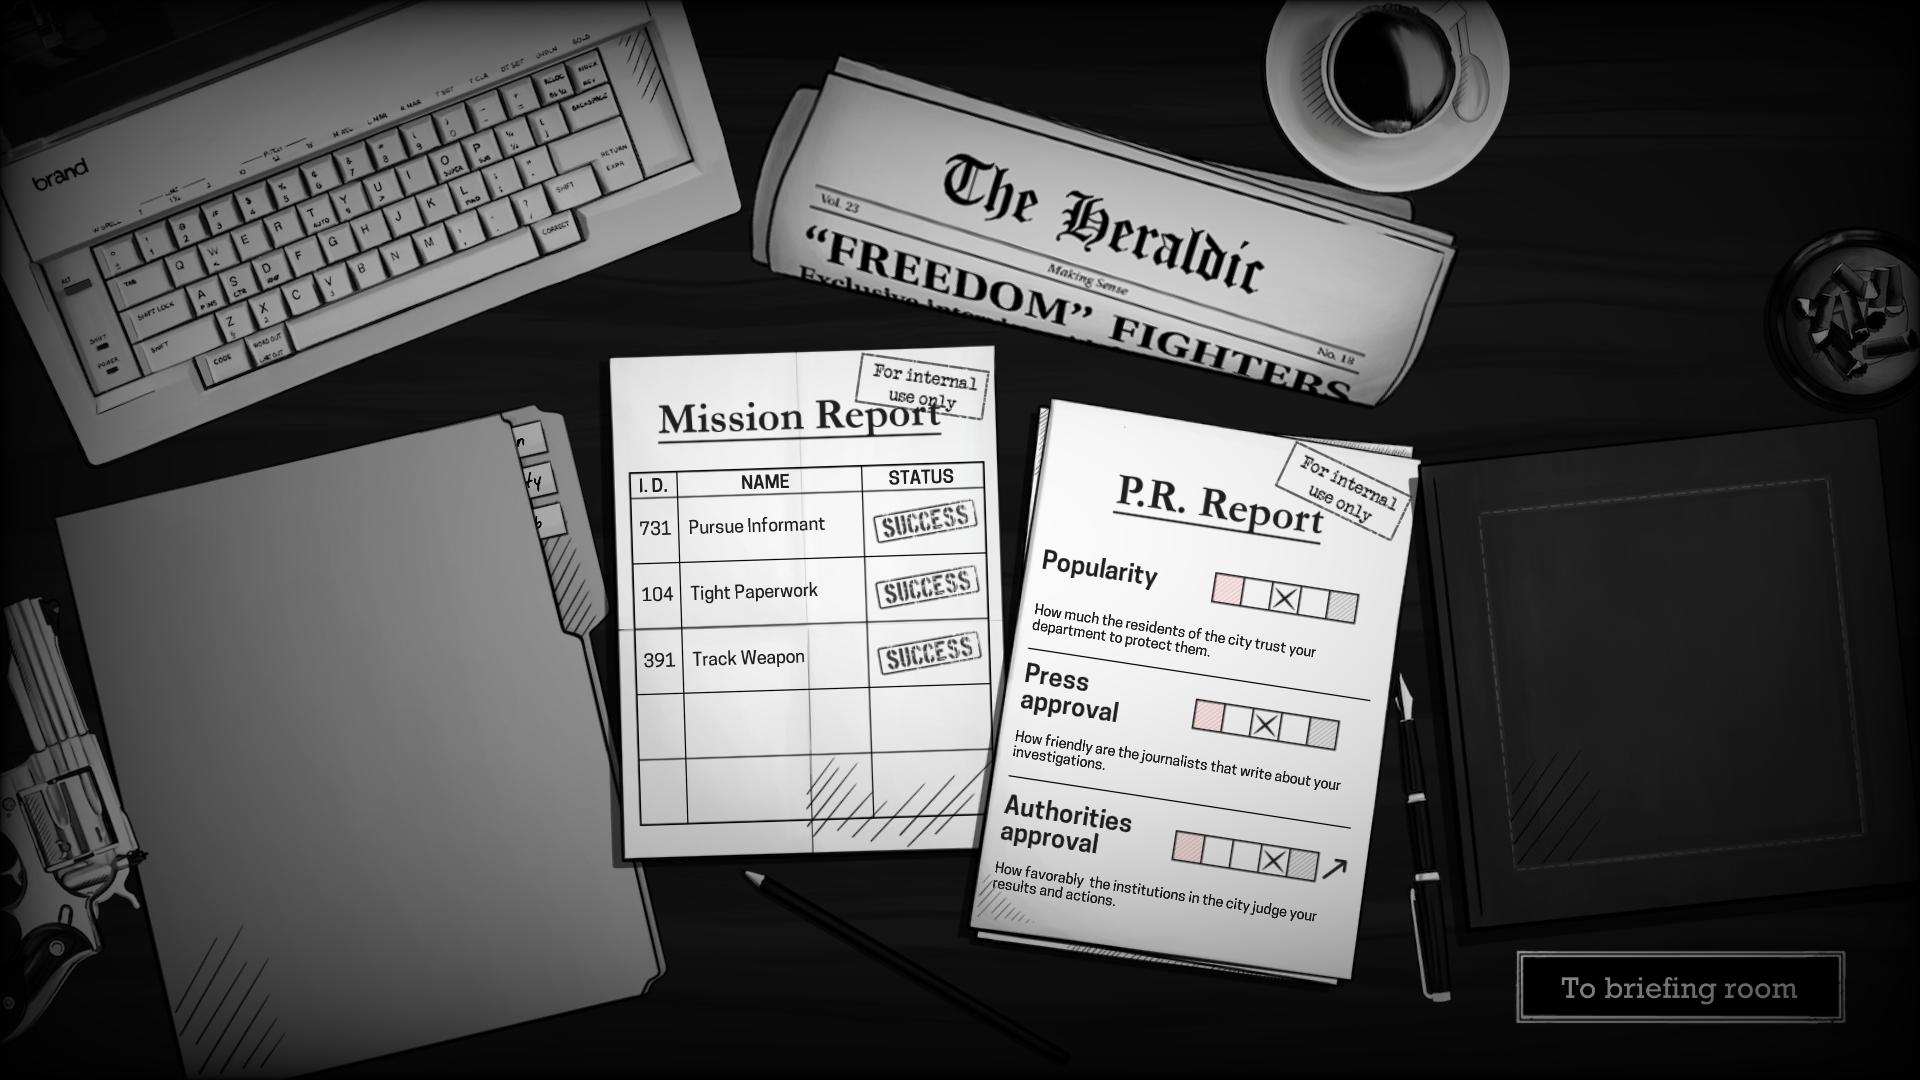 brand
The Heraldic
Vol. 23
Making Sense
No. 18
“FREEDOM” FIGHTERS
Exclusive
For internal
use only
Mission Report
I. D. NAME STATUS
731 Pursue Informant SUCCESS
104 Tight Paperwork SUCCESS
391 Track Weapon SUCCESS
For internal
use only
P.R. Report
Popularity
How much the residents of the city trust your
department to protect them.
Press
approval
How friendly are the journalists that write about your
investigations.
Authorities
approval
How favorably the institutions in the city judge your
results and actions.
To briefing room